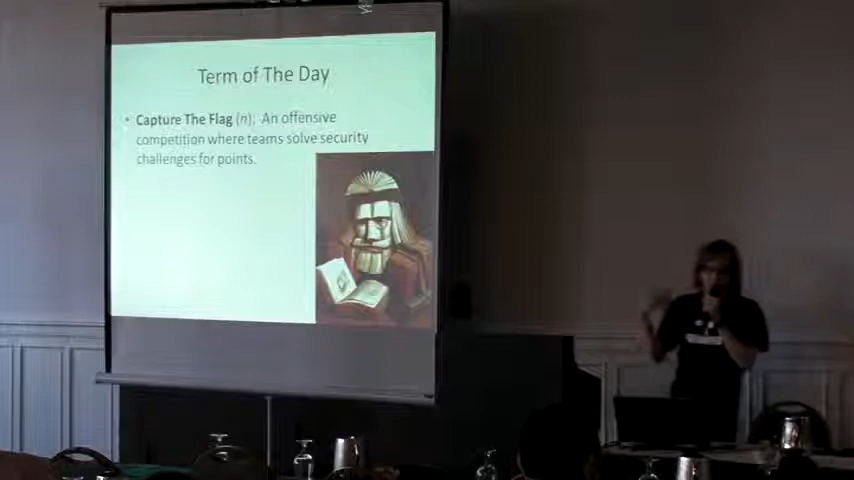 Term of The Day
• Capture The Flag (n); An offensive
competition where teams solve security
challenges for points.